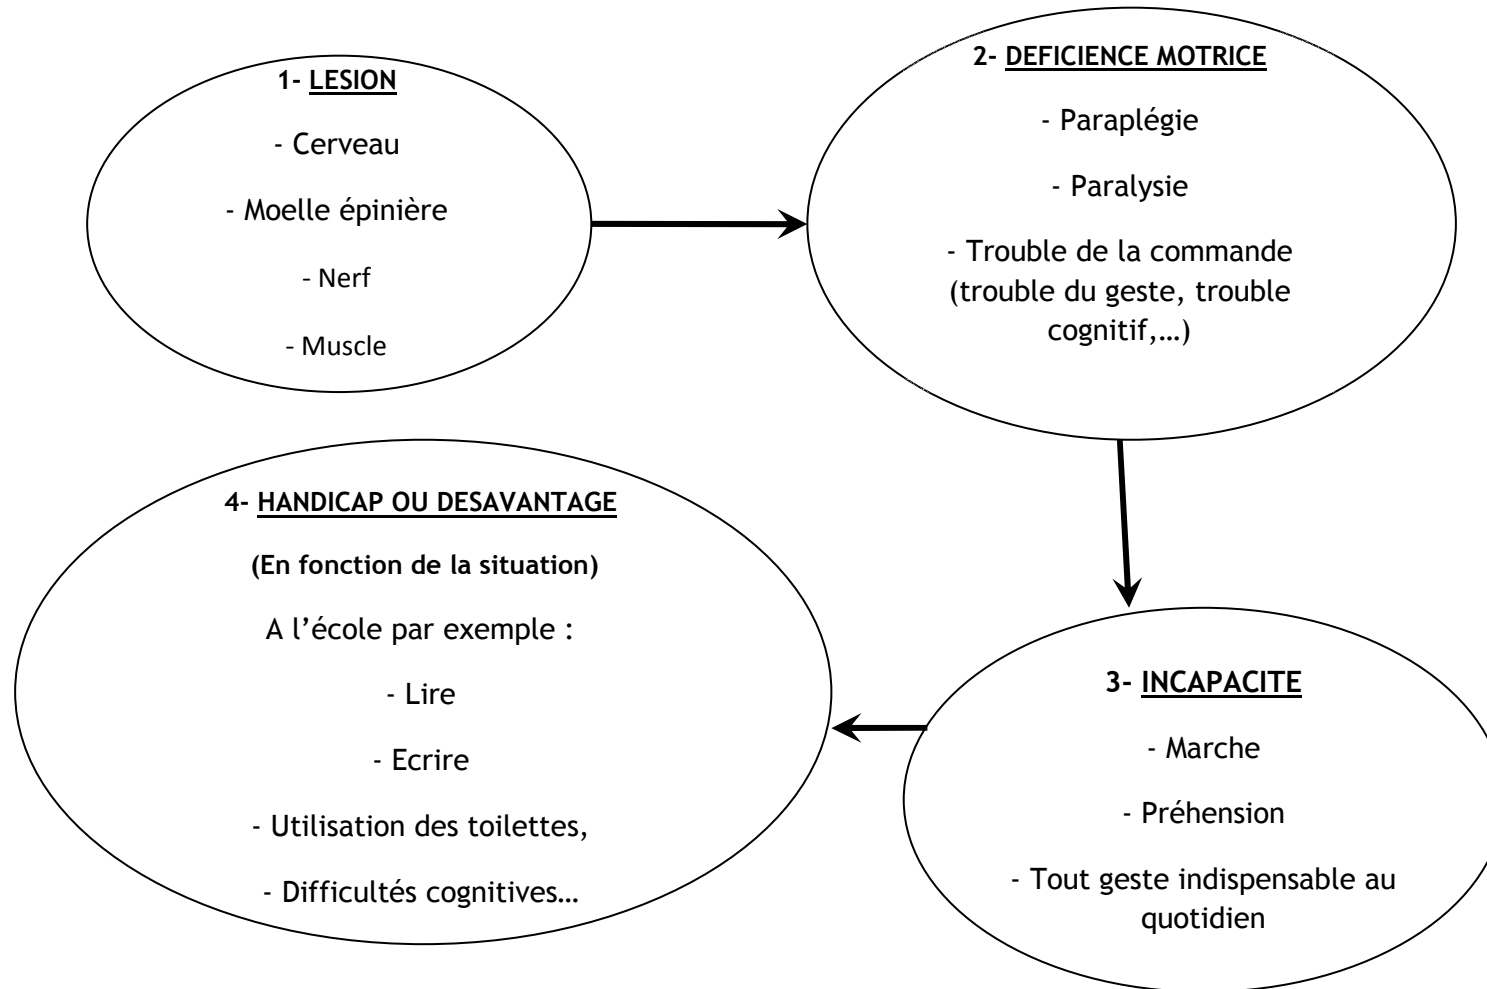 1- LESION
- Cerveau
- Moelle épinière
- Nerf
- Muscle
2- DEFICIENCE MOTRICE
- Paraplégie
- Paralysie
- Trouble de la commande
(trouble du geste, trouble
cognitif,…)
3- INCAPACITE
- Marche
- Préhension
- Tout geste indispensable au
quotidien
4- HANDICAP OU DESAVANTAGE
(En fonction de la situation)
A l’école par exemple :
- Lire
- Ecrire
- Utilisation des toilettes,
- Difficultés cognitives…